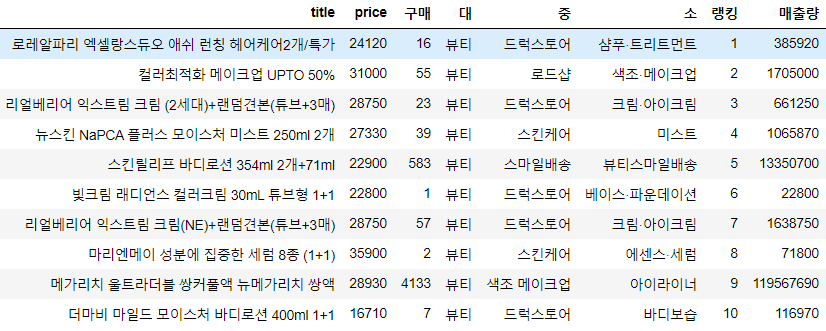 title price 구매 대 중 소 랭킹 매출량
로레알파리 엑셀랑스듀오 애쉬 런칭 헤어케어2개/특가 24120 16 뷰티 드럭스토어 샴푸·트리트먼트 1 385920
컬러최적화 메이크업 UPTO 50% 31000 55 뷰티 로드샵 색조·메이크업 2 1705000
리얼베리어 익스트림 크림 (2세대)+랜덤견본(튜브+3매) 28750 23 뷰티 드럭스토어 크림·아이크림 3 661250
뉴스킨 NaPCA 플러스 모이스처 미스트 250ml 2개 27330 39 뷰티 스킨케어 미스트 4 1065870
스킨릴리프 바디로션 354ml 2개+71ml 22900 583 뷰티 스마일배송 뷰티스마일배송 5 13350700
빛크림 래디언스 컬러크림 30mL 튜브형 1+1 22800 1 뷰티 드럭스토어 베이스·파운데이션 6 22800
리얼베리어 익스트림 크림(NE)+랜덤견본(튜브+3매) 28750 57 뷰티 드럭스토어 크림·아이크림 7 1638750
마리엔메이 성분에 집중한 세럼 8종 (1+1) 35900 2 뷰티 스킨케어 에센스·세럼 8 71800
메가리치 울트라더블 쌍커풀액 뉴메가리치 쌍액 28930 4133 뷰티 색조 메이크업 아이라이너 9 119567690
더마비 마일드 모이스처 바디로션 400ml 1+1 16710 7 뷰티 드럭스토어 바디보습 10 116970